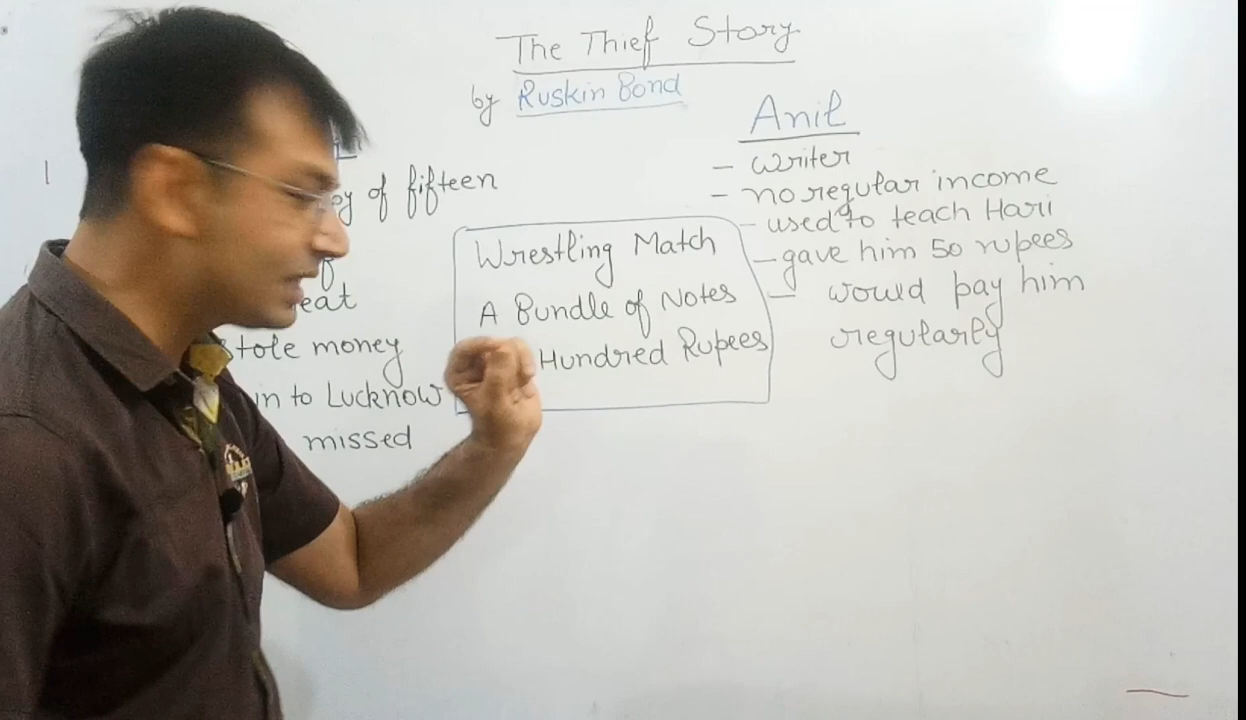 The Thief Story
by Ruskin Bond
of fifteen
tole money
in to Lucknow
missed
Wrestling Match
A Bundle of Notes
Hundred Rupees
Anil
- writer
- no regular income
- used to teach Hari
- gave him 50 rupees
- would pay him
regularly